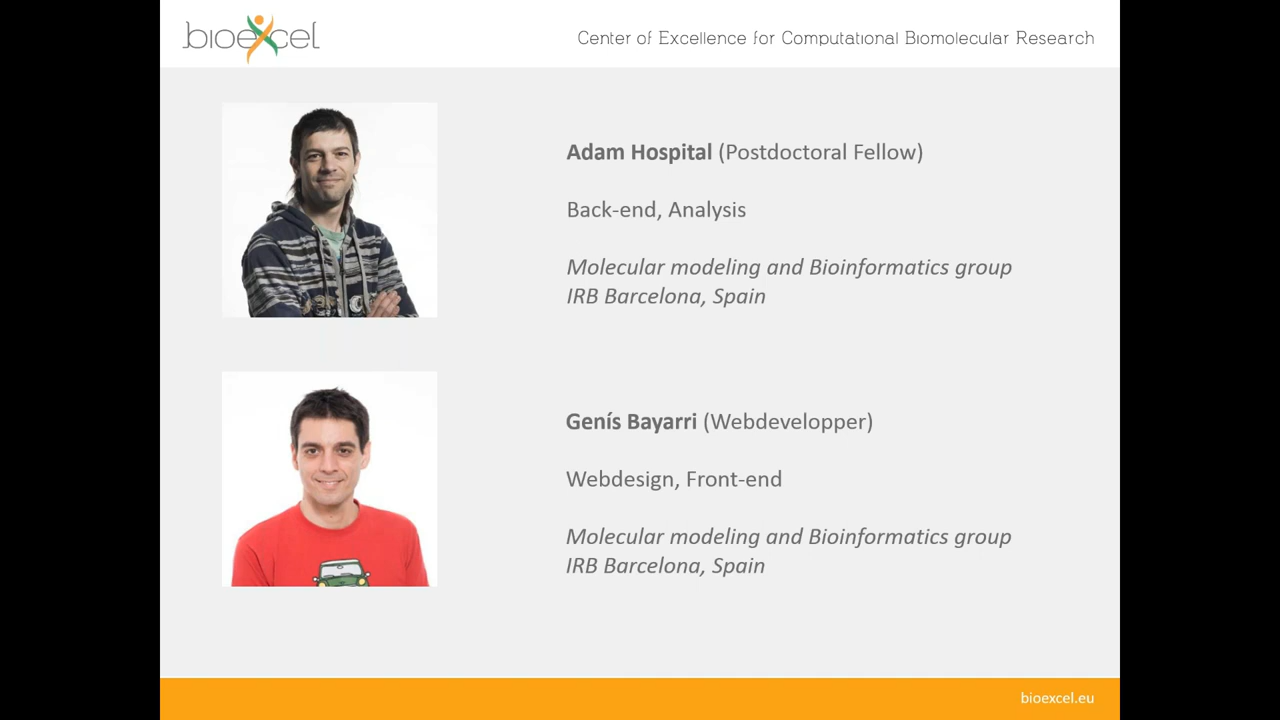 bioexcel
Center of Excellence for Computational Biomolecular Research
Adam Hospital (Postdoctoral Fellow)
Back-end, Analysis
Molecular modeling and Bioinformatics group
IRB Barcelona, Spain
Genís Bayarri (Webdevelopper)
Webdesign, Front-end
Molecular modeling and Bioinformatics group
IRB Barcelona, Spain
bioexcel.eu